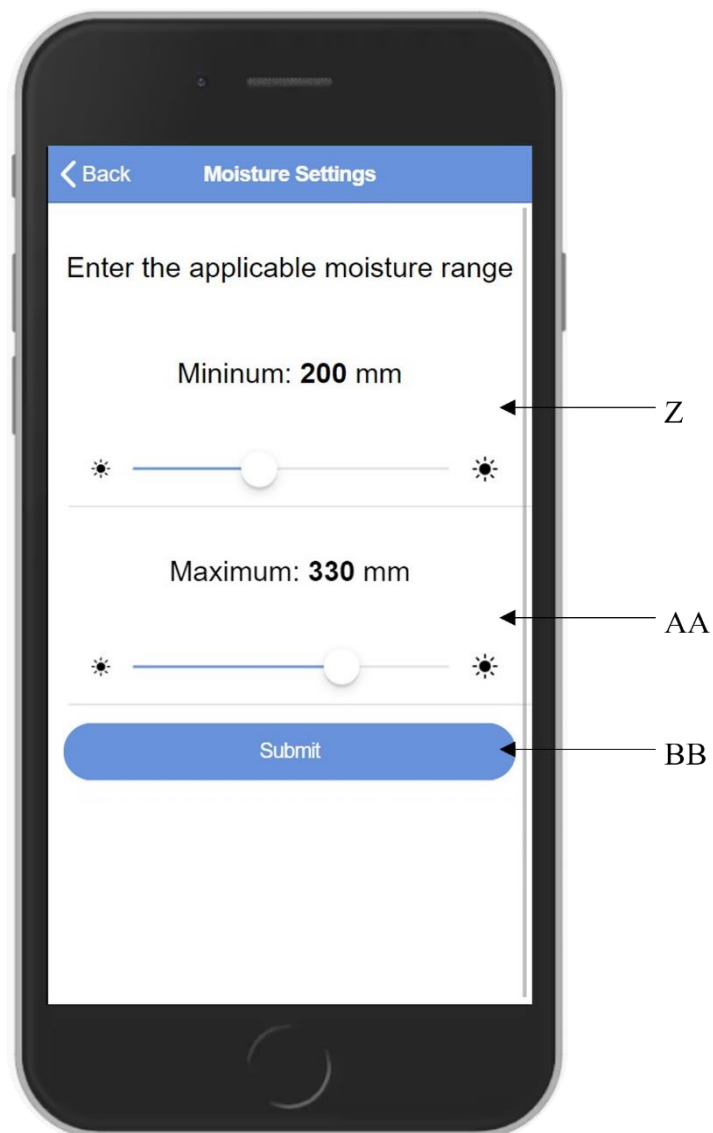 Back Moisture Settings
Enter the applicable moisture range
Mininum: 200 mm
Z
Maximum: 330 mm
AA
Submit
BB